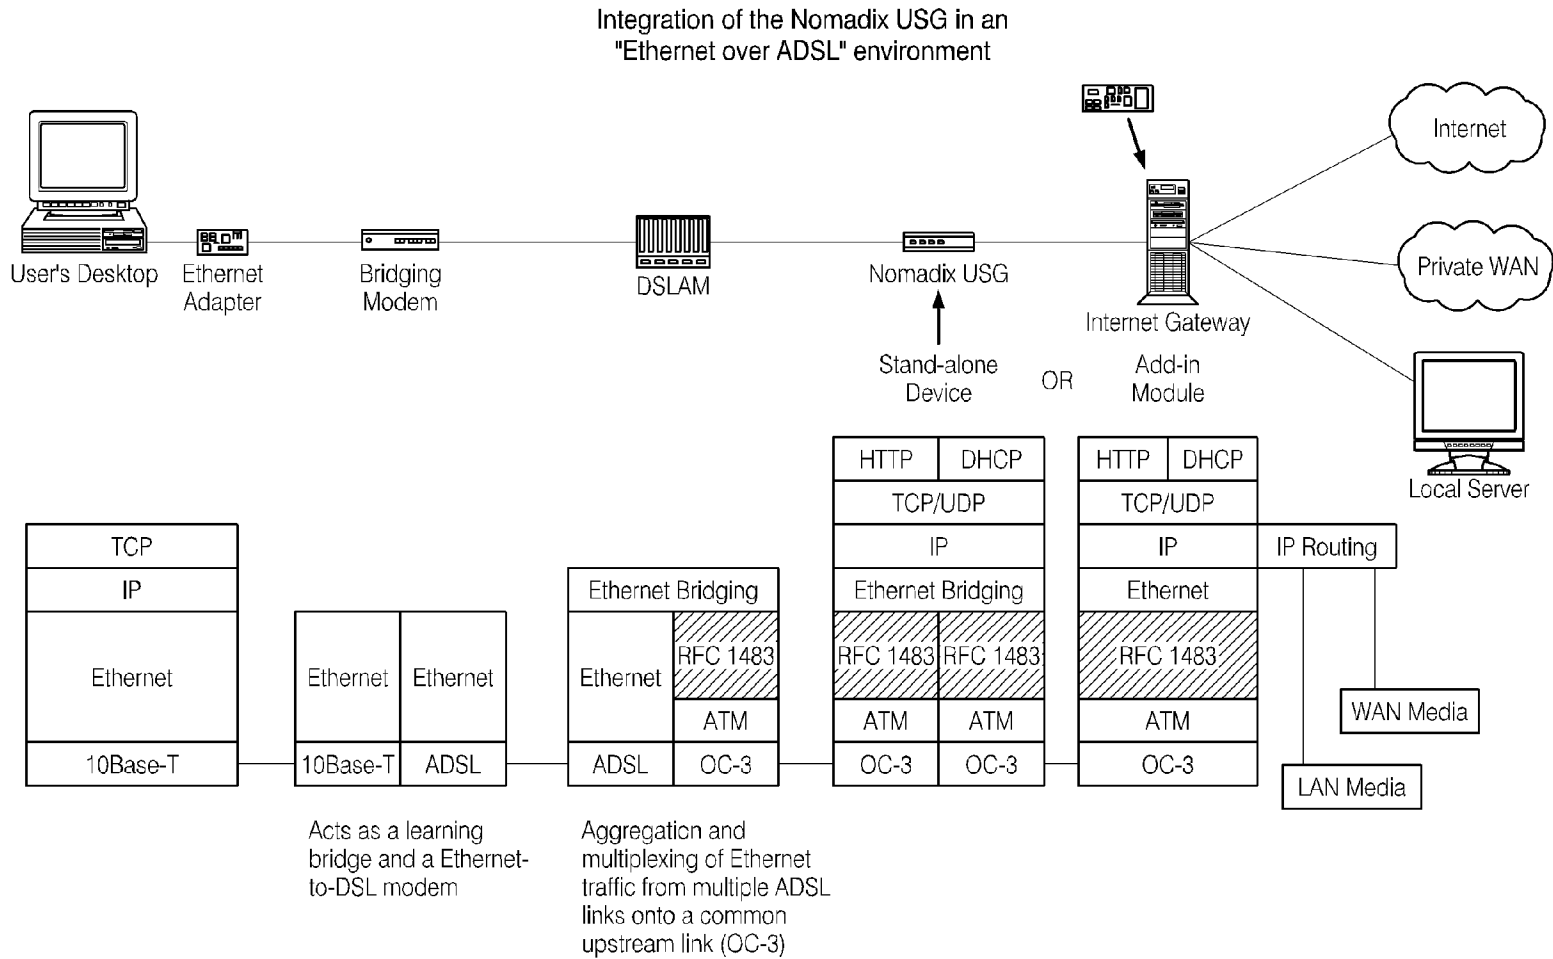 Integration of the Nomadix USG in an
"Ethernet over ADSL" environment
Internet
Private WAN
User's Desktop
Ethernet
Adapter
Bridging
Modem
DSLAM
Nomadix USG
Internet Gateway
Local Server
Stand-alone
Device
OR
Add-in
Module
TCP
IP
Ethernet
10Base-T
Ethernet
Ethernet
10Base-T
ADSL
Acts as a learning
bridge and a Ethernet-
to-DSL modem
Ethernet Bridging
Ethernet
RFC 1483
ATM
ADSL
OC-3
Aggregation and
multiplexing of Ethernet
traffic from multiple ADSL
links onto a common
upstream link (OC-3)
HTTP
DHCP
TCP/UDP
IP
Ethernet Bridging
RFC 1483
RFC 1483
ATM
ATM
OC-3
OC-3
HTTP
DHCP
TCP/UDP
IP
IP Routing
Ethernet
RFC 1483
ATM
OC-3
WAN Media
LAN Media